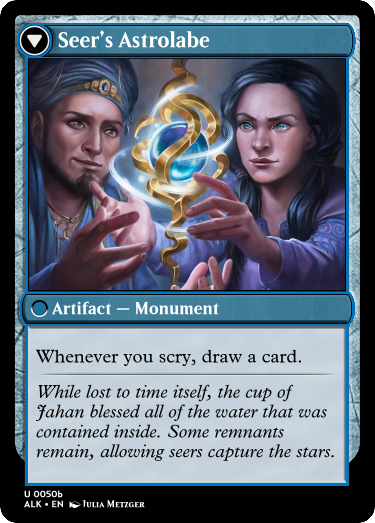 Seer's Astrolabe
Artifact — Monument
Whenever you scry, draw a card.
While lost to time itself, the cup of
Jahan blessed all of the water that was
contained inside. Some remnants
remain, allowing seers capture the stars.
U 0050b
ALK • EN Julia Metzger